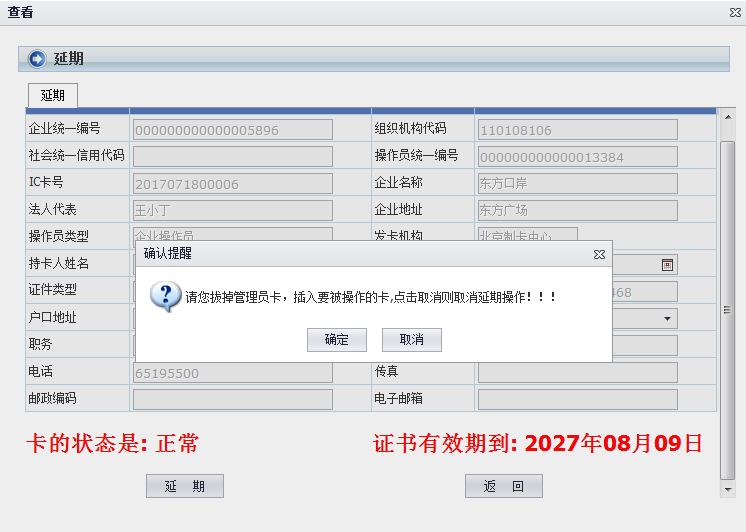 查看
延期
延期
企业统一编号 000000000000005896 组织机构代码 110108106
社会统一信用代码 操作员统一编号 000000000000013384
IC卡号 2017071800006 企业名称 东方口岸
法人代表 王小丁 企业地址 东方广场
操作员类型 企业操作员 发卡机构 北京制卡中心
确认提醒
持卡人姓名
请您拔掉管理员卡，插入要被操作的卡,点击取消则取消延期操作！！！
证件类型 468
户口地址
确定 取消
职务
电话 65195500 传真
邮政编码 电子邮箱
卡的状态是: 正常 证书有效期到: 2027年08月09日
延 期 返 回